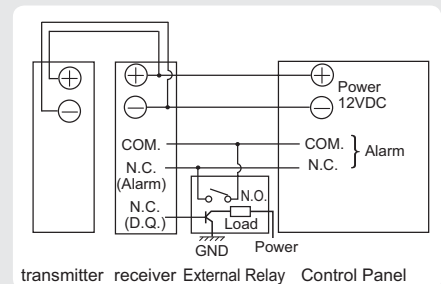 Power
12VDC
COM.
COM.
Alarm
N.C.
(Alarm)
N.C.
N.O.
N.C.
(D.Q.)
Load
GND
Power
transmitter receiver External Relay Control Panel